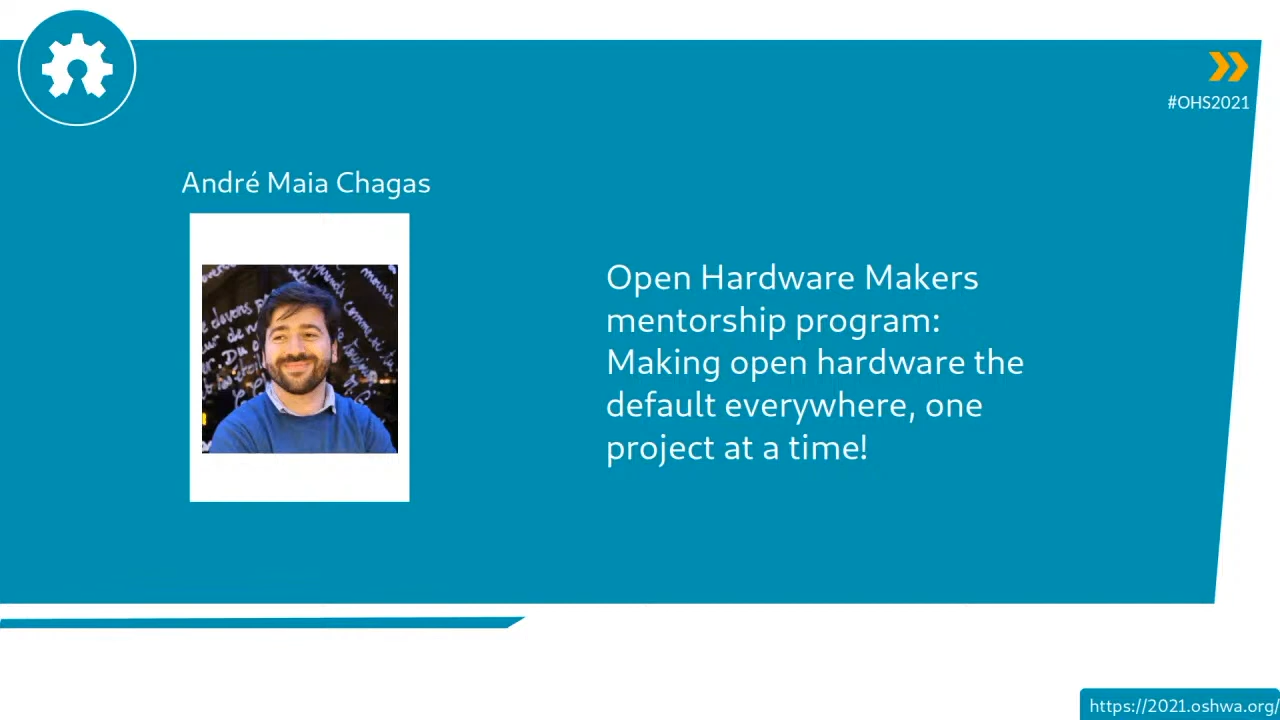 #OHS2021
André Maia Chagas
Open Hardware Makers
mentorship program:
Making open hardware the
default everywhere, one
project at a time!
https://2021.oshwa.org/